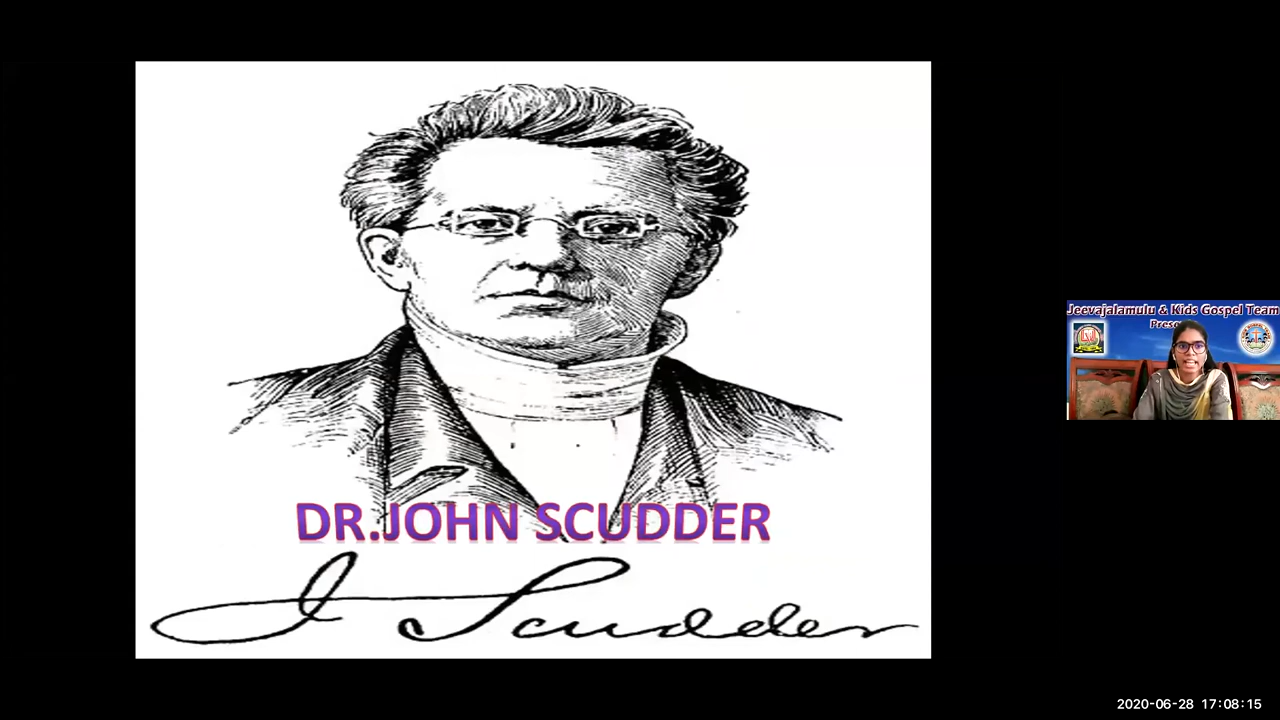 DR.JOHN SCUDDER
J Scudder
Jeevajalamulu & Kids Gospel Team
2020-06-28 17:08:15